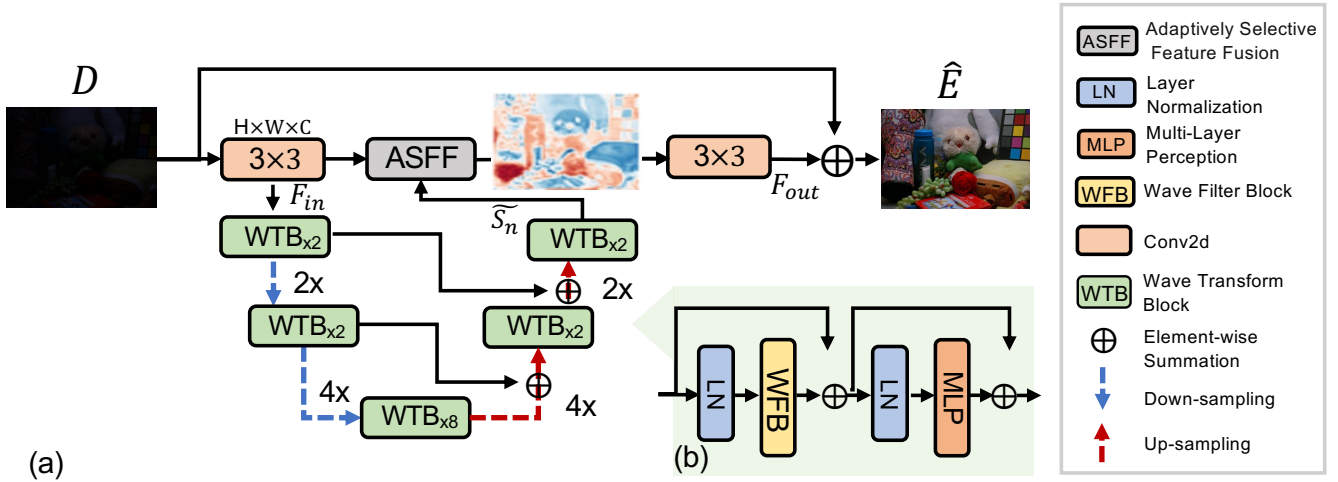 D
H×W×C
3×3
ASFF
3×3
Ê
F_in
F_out
S̃_n
WTBx2
WTBx2
2x
2x
WTBx2
WTBx2
4x
4x
WTBx8
(a)
LN
WFB
LN
MLP
(b)
ASFF
Adaptively Selective
Feature Fusion
LN
Layer
Normalization
MLP
Multi-Layer
Perception
WFB
Wave Filter Block
Conv2d
WTB
Wave Transform
Block
Element-wise
Summation
Down-sampling
Up-sampling